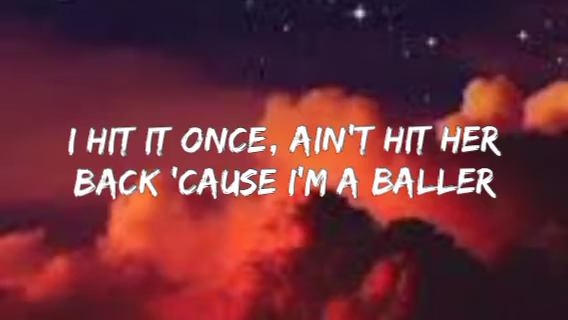 I HIT IT ONCE, AIN'T HIT HER
BACK 'CAUSE I'M A BALLER